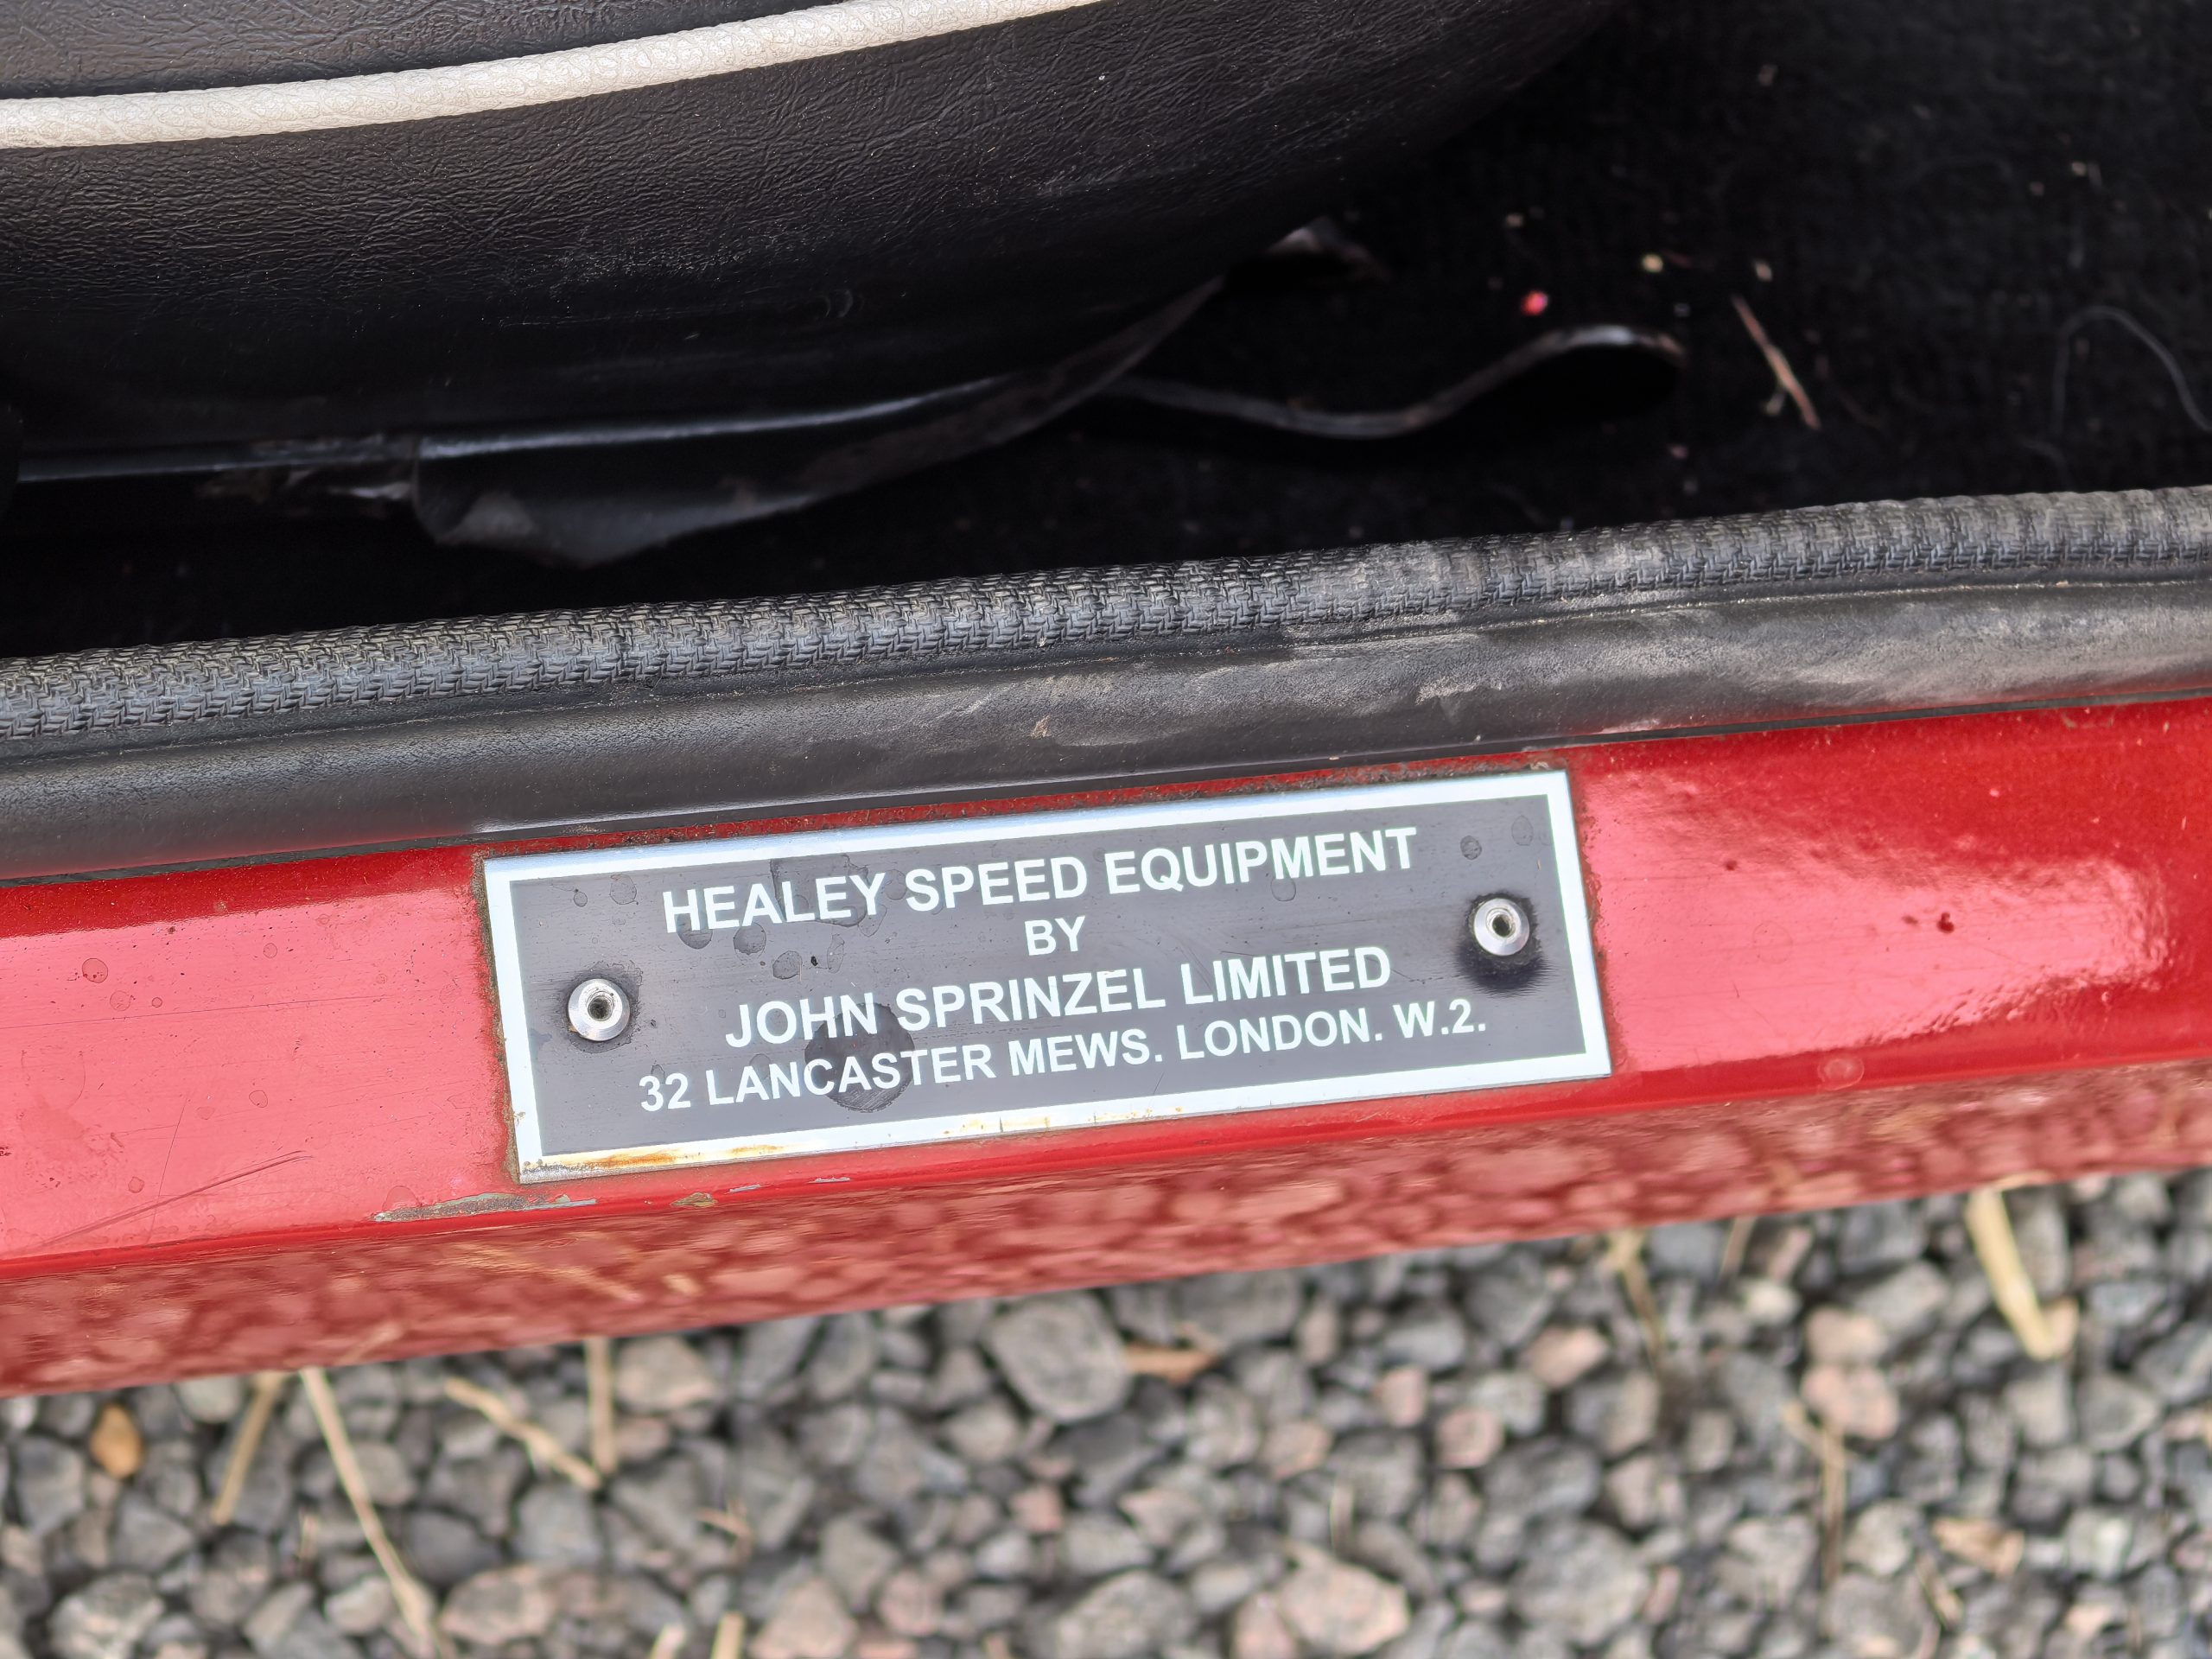 HEALEY SPEED EQUIPMENT
BY
JOHN SPRINZEL LIMITED
32 LANCASTER MEWS. LONDON. W.2.